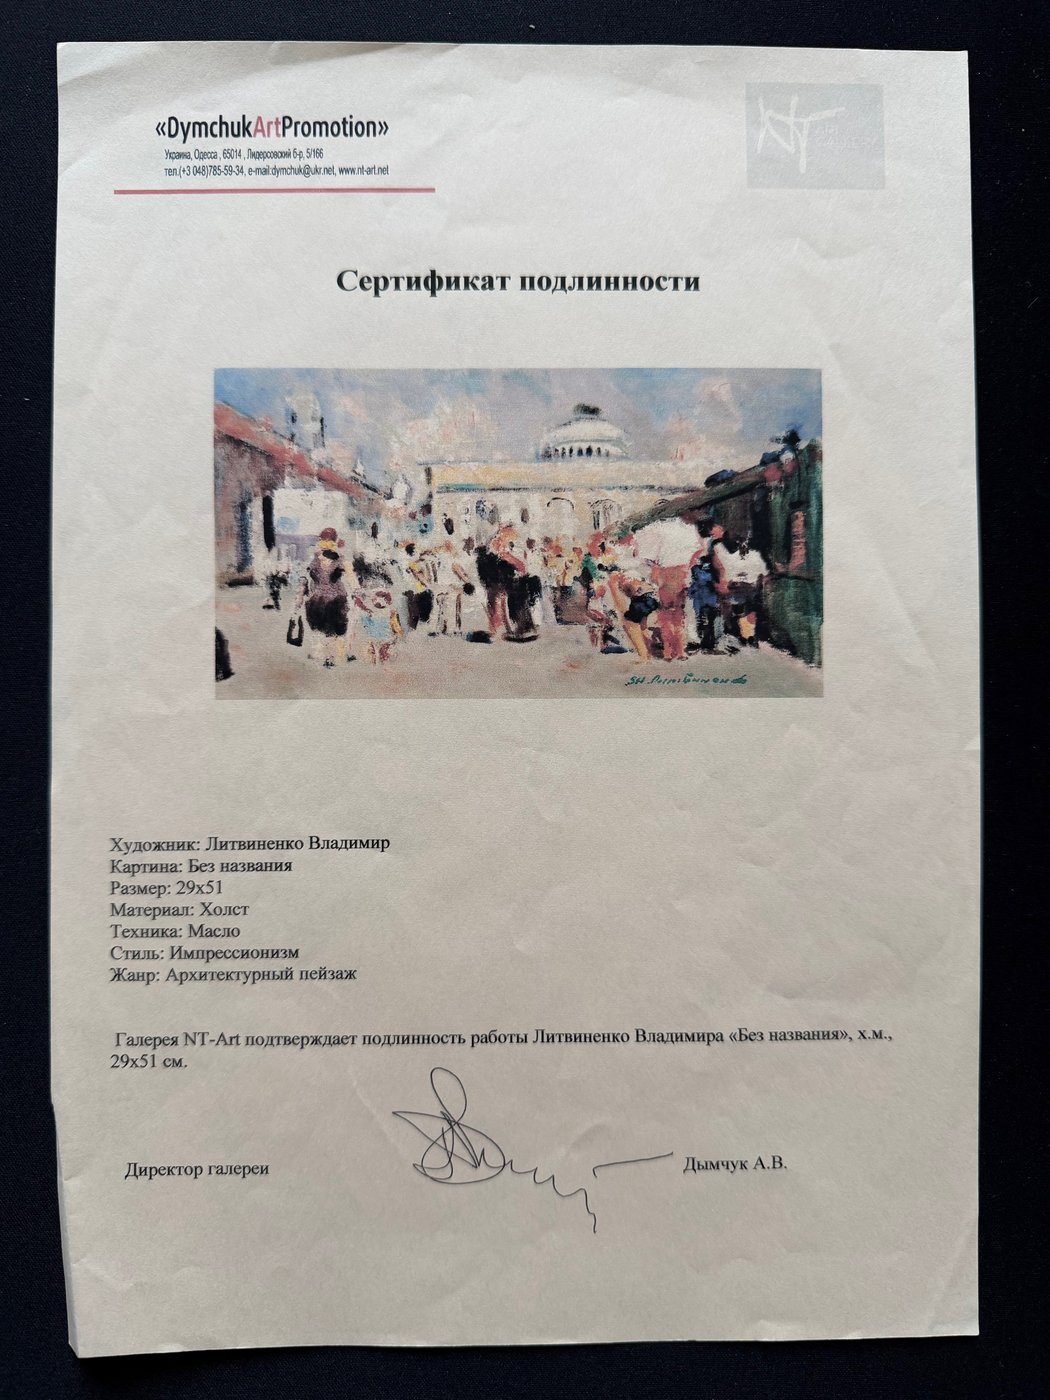 «DymchukArtPromotion»
Украина, Одесса , 65014 , Лидерсовский б-р, 5/166
тел.(+3 048)785-59-34, e-mail:dymchuk@ukr.net, www.nt-art.net
NT
Сертификат подлинности
Художник: Литвиненко Владимир
Картина: Без названия
Размер: 29х51
Материал: Холст
Техника: Масло
Стиль: Импрессионизм
Жанр: Архитектурный пейзаж
Галерея NT-Art подтверждает подлинность работы Литвиненко Владимира «Без названия», х.м.,
29х51 см.
Директор галереи
Дымчук А.В.